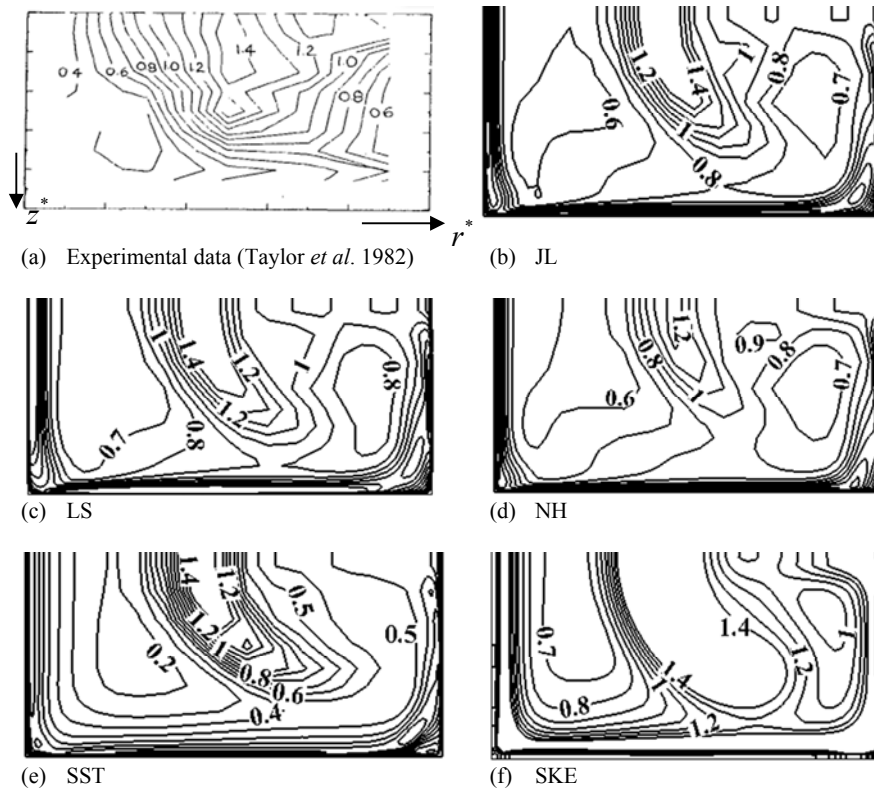 0.4 0.6 0.8 1.0 1.2 1.4 1.2 1.0 0.8 0.6
z*
r*
(a) Experimental data (Taylor et al. 1982)
0.6 1.2 1.4 1 1 0.8 0.8 0.7
(b) JL
0.7 0.8 1 1.4 1.2 1.2 1 0.8
(c) LS
0.6 0.8 1.2 1 0.9 0.8 0.7
(d) NH
0.2 1.4 1.2 1.2 1 0.8 0.6 0.4 0.5 0.5
(e) SST
0.7 0.8 1 1.4 1.2 1.4 1.2 1
(f) SKE